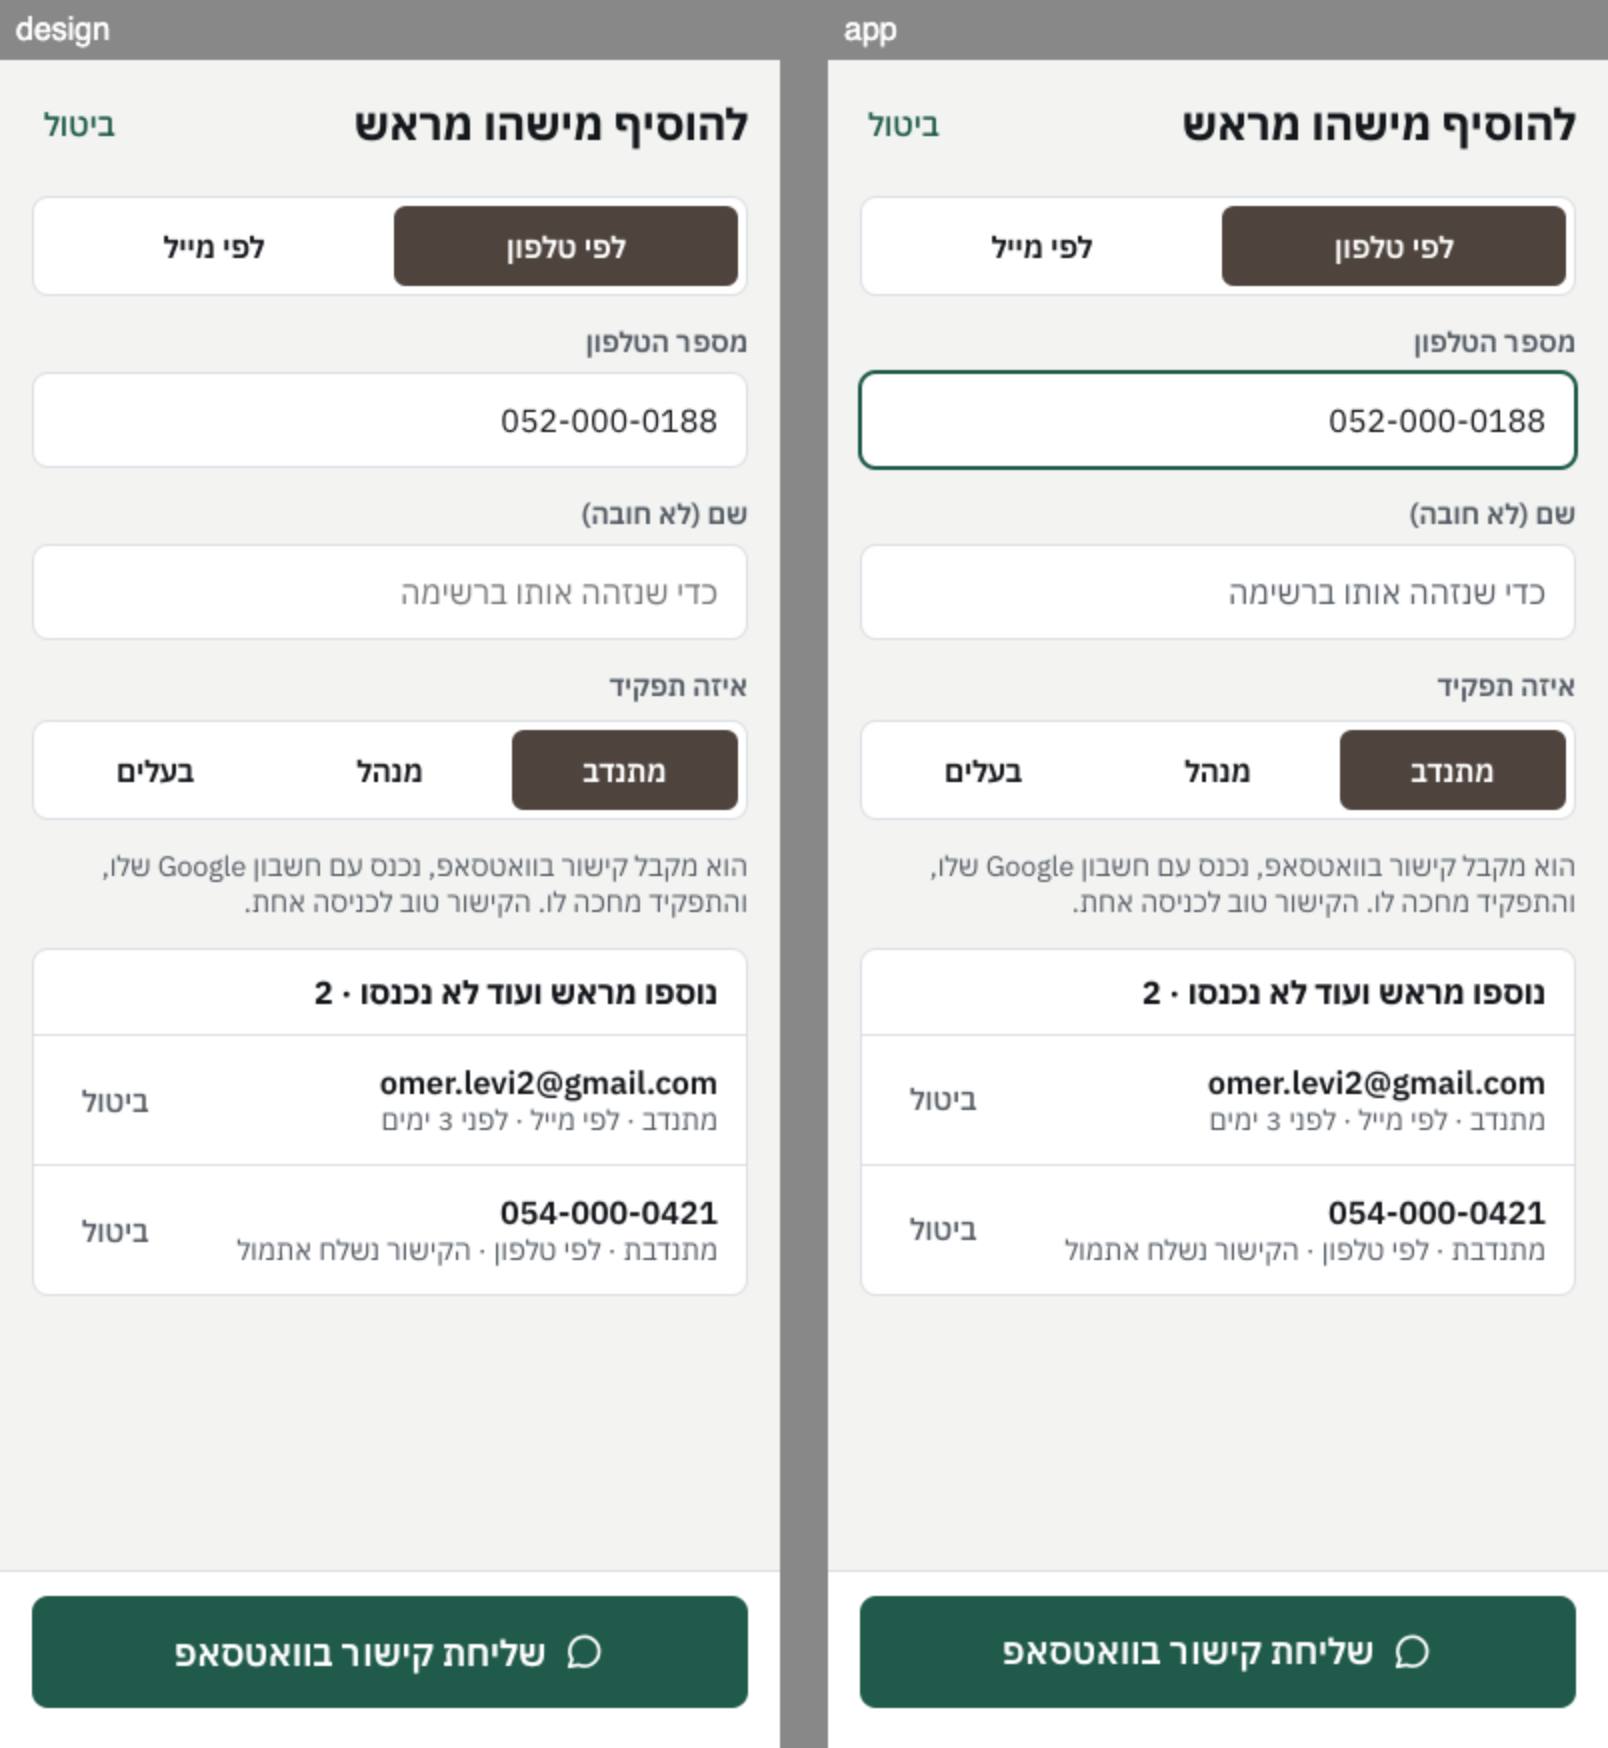 design
להוסיף מישהו מראש
ביטול
לפי טלפון
לפי מייל
מספר הטלפון
052-000-0188
שם (לא חובה)
כדי שנזהה אותו ברשימה
איזה תפקיד
מתנדב
מנהל
בעלים
הוא מקבל קישור בוואטסאפ, נכנס עם חשבון Google שלו,
והתפקיד מחכה לו. הקישור טוב לכניסה אחת.
נוספו מראש ועוד לא נכנסו · 2
omer.levi2@gmail.com
מתנדב · לפי מייל · לפני 3 ימים
ביטול
054-000-0421
מתנדבת · לפי טלפון · הקישור נשלח אתמול
ביטול
שליחת קישור בוואטסאפ
app
להוסיף מישהו מראש
ביטול
לפי טלפון
לפי מייל
מספר הטלפון
052-000-0188
שם (לא חובה)
כדי שנזהה אותו ברשימה
איזה תפקיד
מתנדב
מנהל
בעלים
הוא מקבל קישור בוואטסאפ, נכנס עם חשבון Google שלו,
והתפקיד מחכה לו. הקישור טוב לכניסה אחת.
נוספו מראש ועוד לא נכנסו · 2
omer.levi2@gmail.com
מתנדב · לפי מייל · לפני 3 ימים
ביטול
054-000-0421
מתנדבת · לפי טלפון · הקישור נשלח אתמול
ביטול
שליחת קישור בוואטסאפ